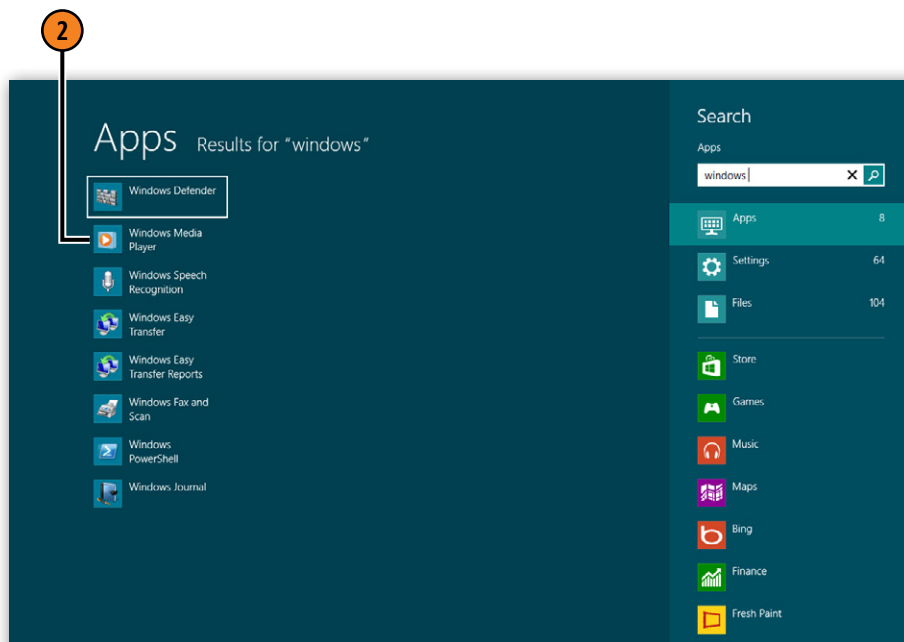 2
Apps Results for "windows"
Windows Defender
Windows Media
Player
Windows Speech
Recognition
Windows Easy
Transfer
Windows Easy
Transfer Reports
Windows Fax and
Scan
Windows
PowerShell
Windows Journal
Search
Apps
windows
Apps 8
Settings 64
Files 104
Store
Games
Music
Maps
Bing
Finance
Fresh Paint